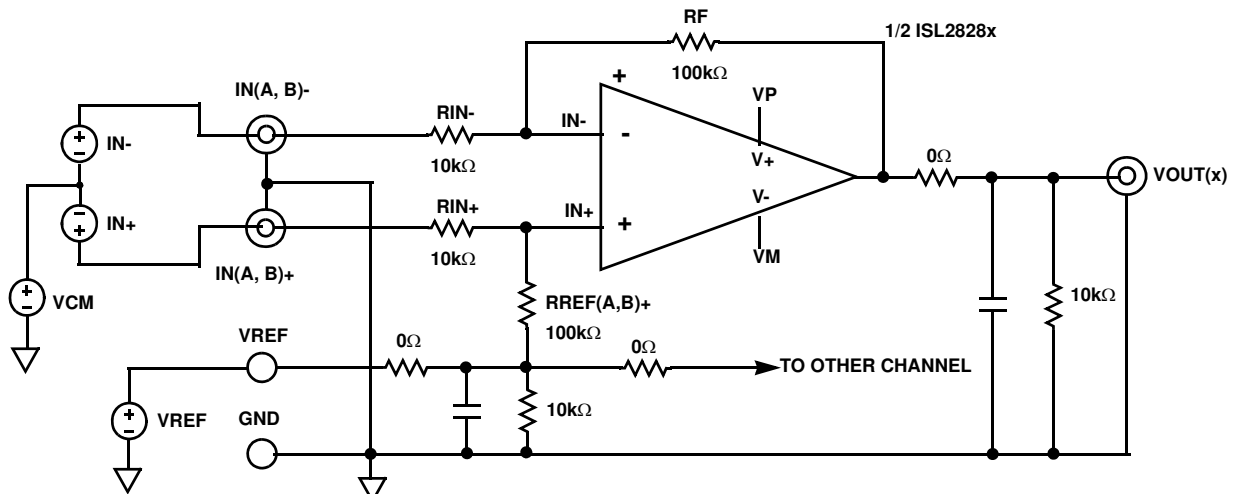 RF
1/2 ISL2828x
+
100kΩ
IN(A, B)-
VP
RIN-
IN-
IN-
-
10kΩ
V+
0Ω
VOUT(x)
V-
RIN+
IN+
IN+
+
10kΩ
VM
IN(A, B)+
RREF(A,B)+
100kΩ
10kΩ
VCM
VREF
0Ω
0Ω
TO OTHER CHANNEL
VREF
GND
10kΩ